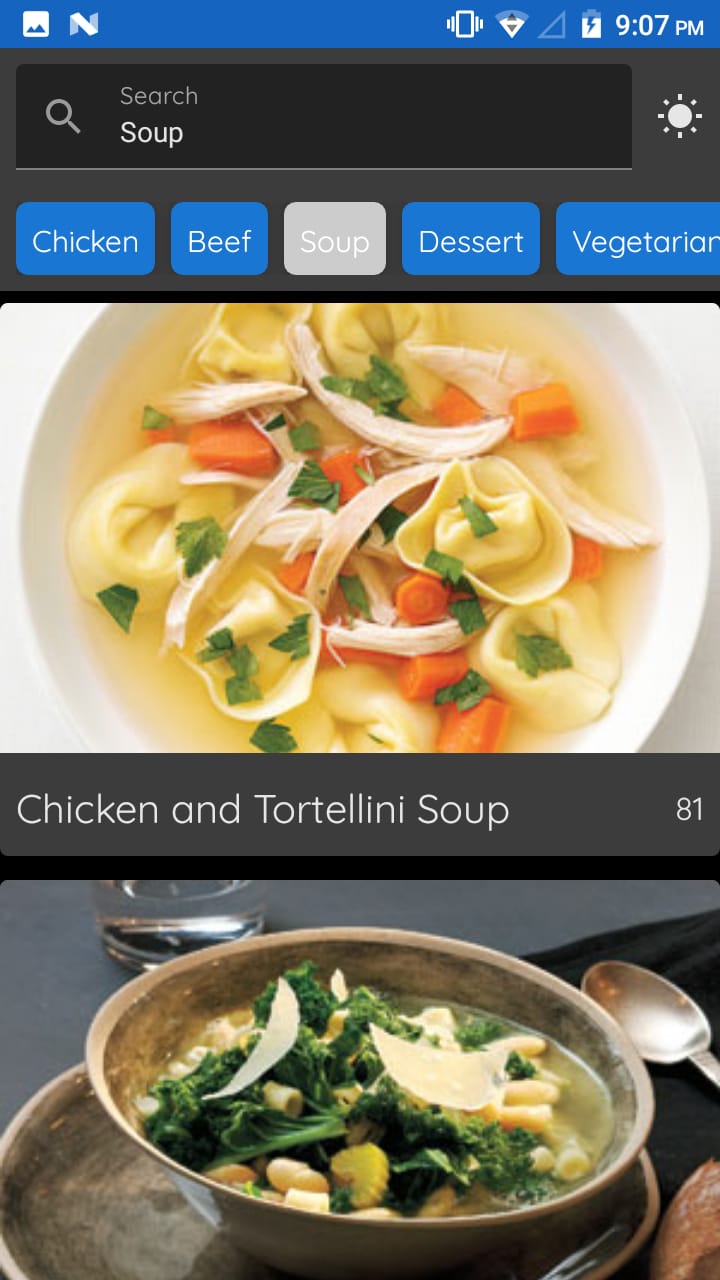 9:07 PM
Search
Soup
Chicken Beef Soup Dessert Vegetarian
Chicken and Tortellini Soup 81